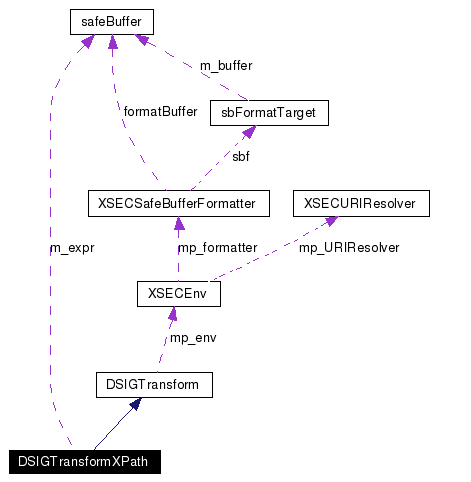 safeBuffer
m_buffer
formatBuffer
sbFormatTarget
sbf
XSECSafeBufferFormatter
XSECURIResolver
m_expr
mp_formatter
mp_URIResolver
XSECEnv
mp_env
DSIGTransform
DSIGTransformXPath